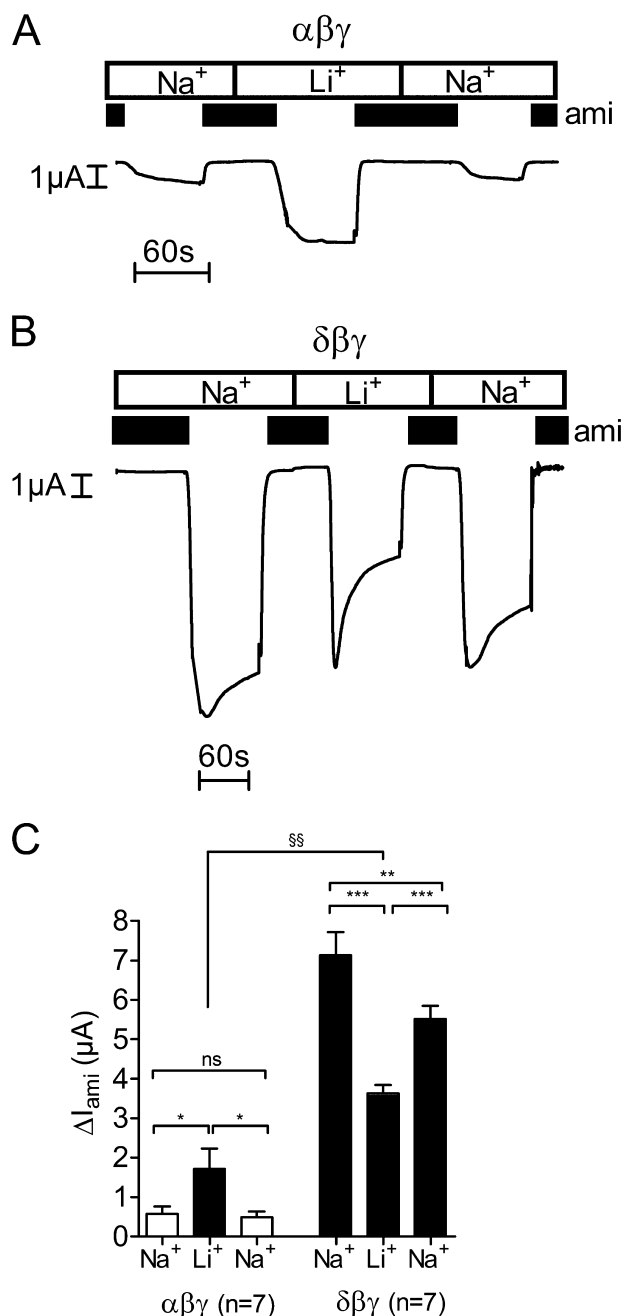 A
αβγ
Na+ Li+ Na+
ami
1µA
60s
B
δβγ
Na+ Li+ Na+
ami
1µA
60s
C
§§
**
*** ***
8
7
6
5
4
3
2
1
0
ΔIami (µA)
ns
* *
Na+ Li+ Na+ Na+ Li+ Na+
αβγ (n=7) δβγ (n=7)